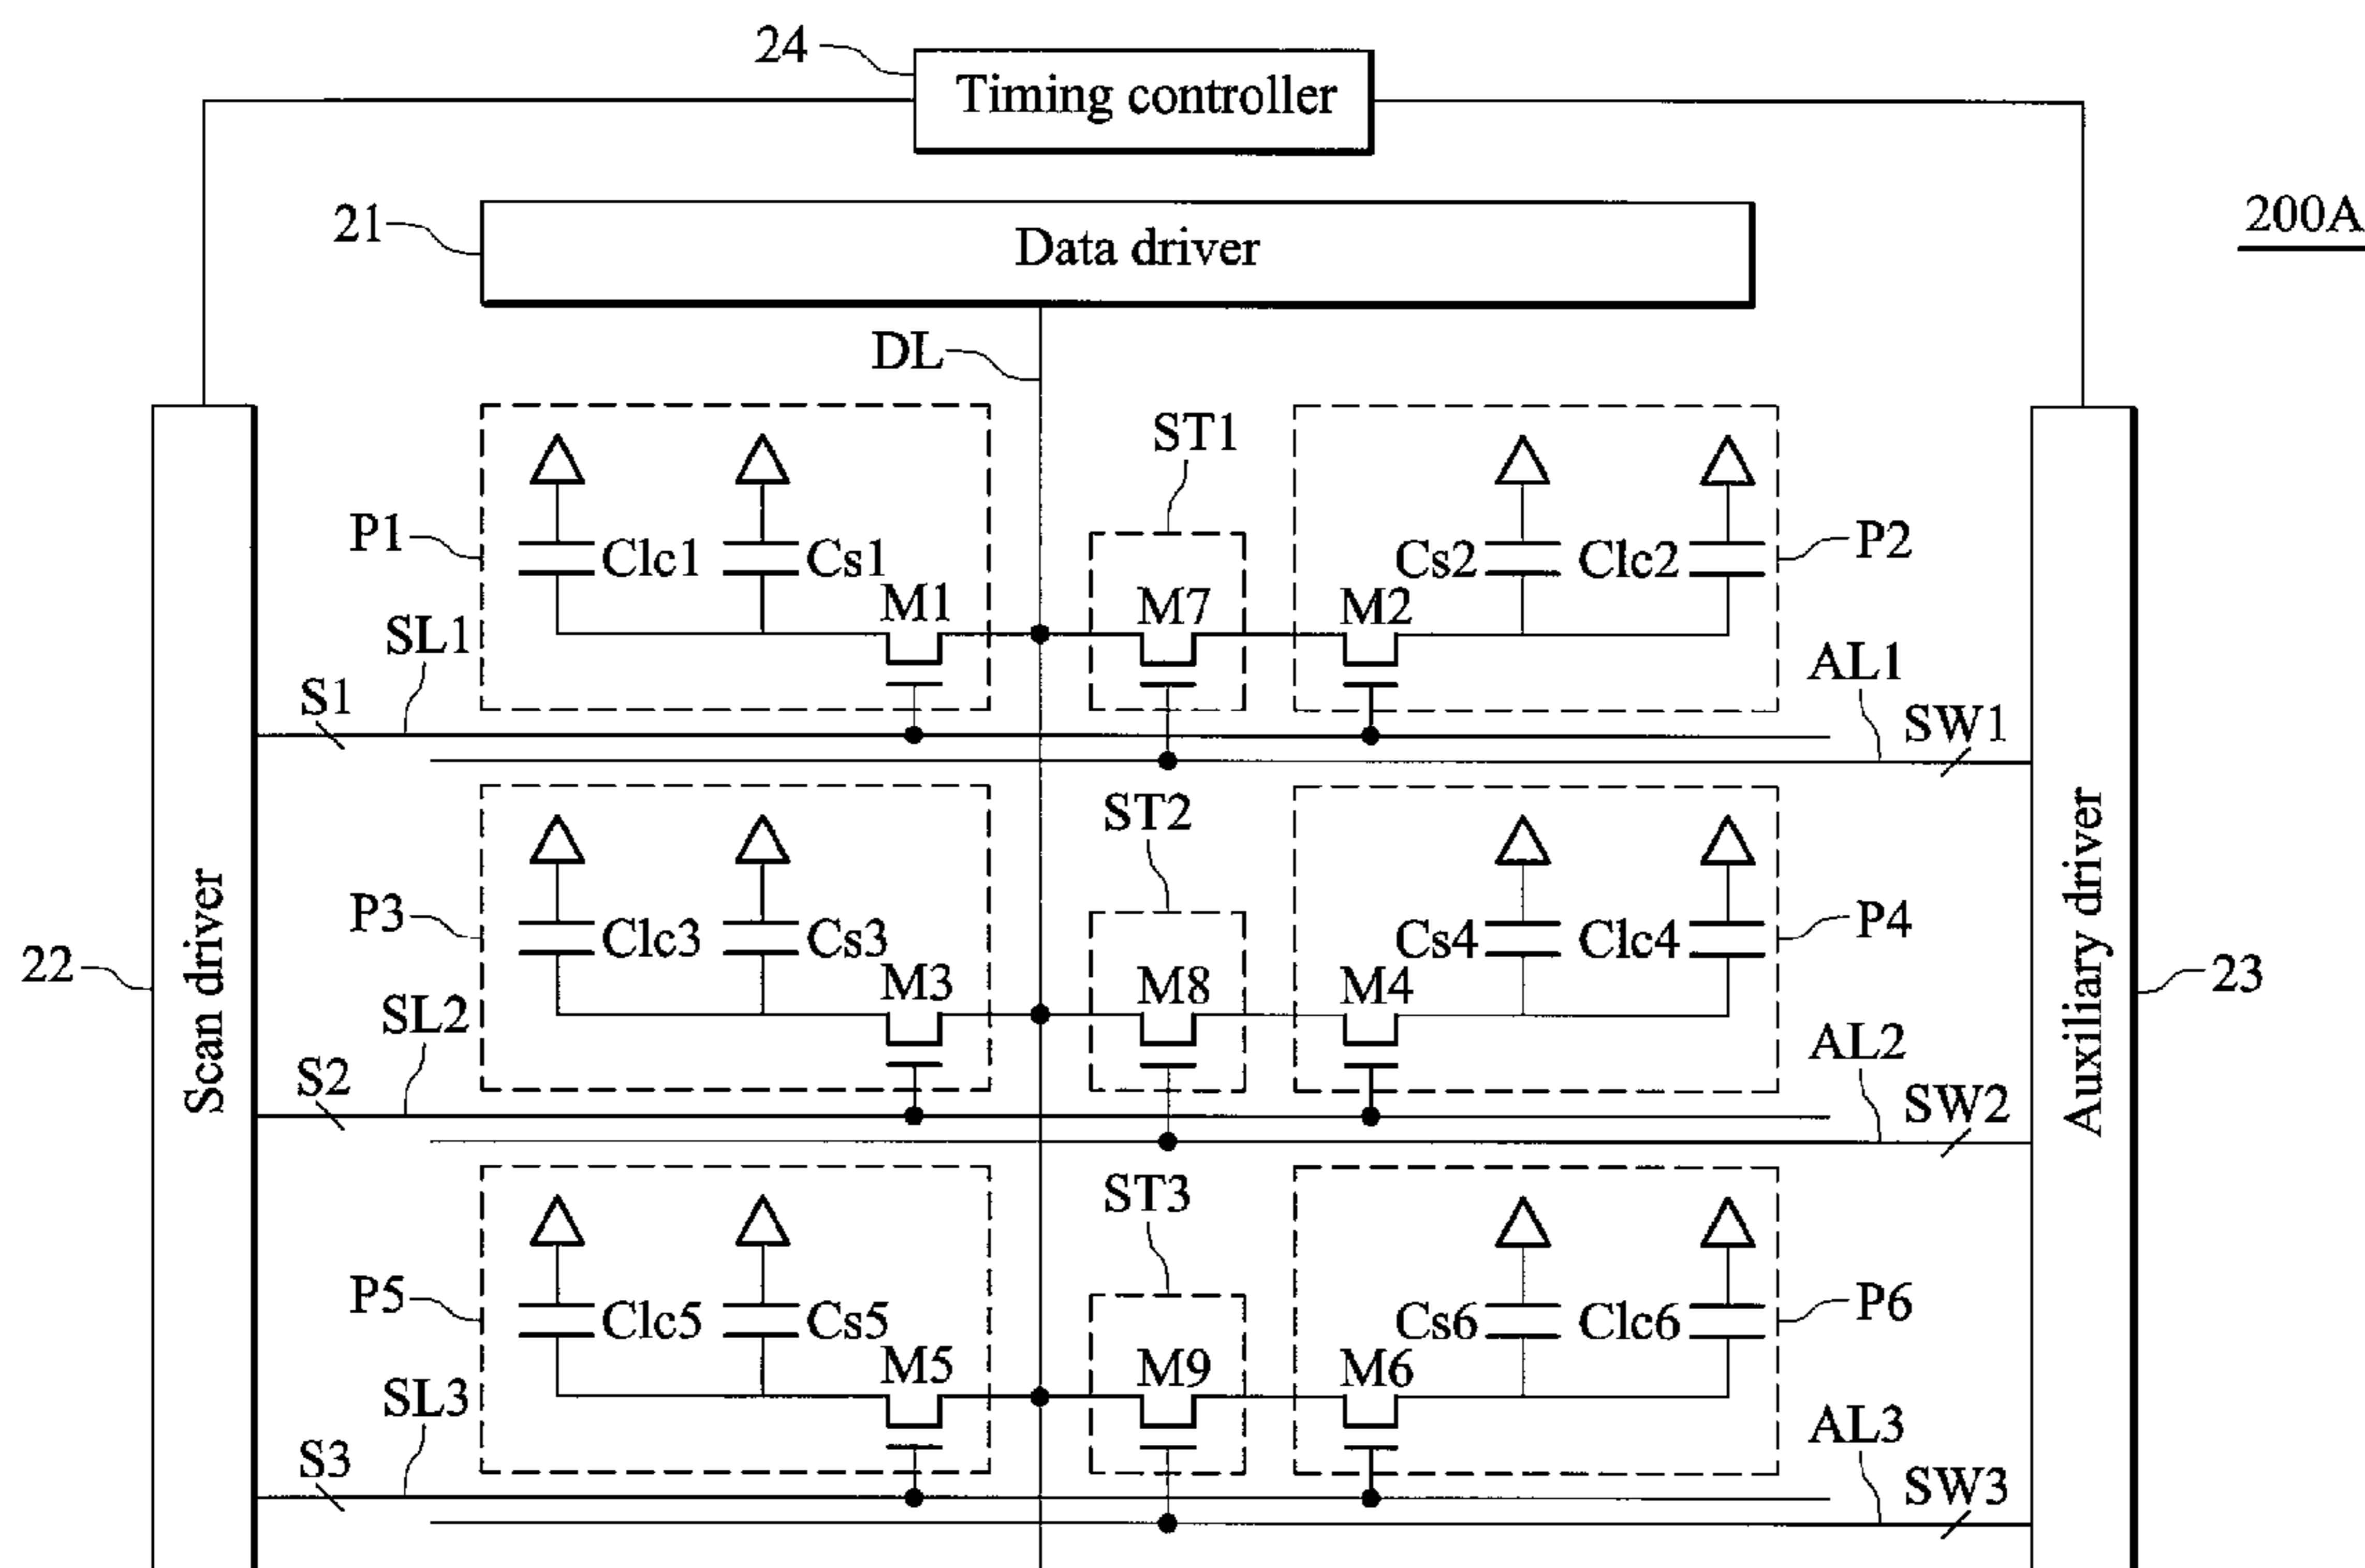 24
Timing controller
21
Data driver
200A
DL
ST1
P1
Clc1
Cs1
Cs2
Clc2
P2
M1
M7
M2
SL1
AL1
S1
SW1
ST2
P3
Clc3
Cs3
Cs4
Clc4
P4
22
Scan driver
M3
M8
M4
Auxiliary driver
23
SL2
AL2
S2
SW2
ST3
P5
Clc5
Cs5
Cs6
Clc6
P6
M5
M9
M6
SL3
AL3
S3
SW3